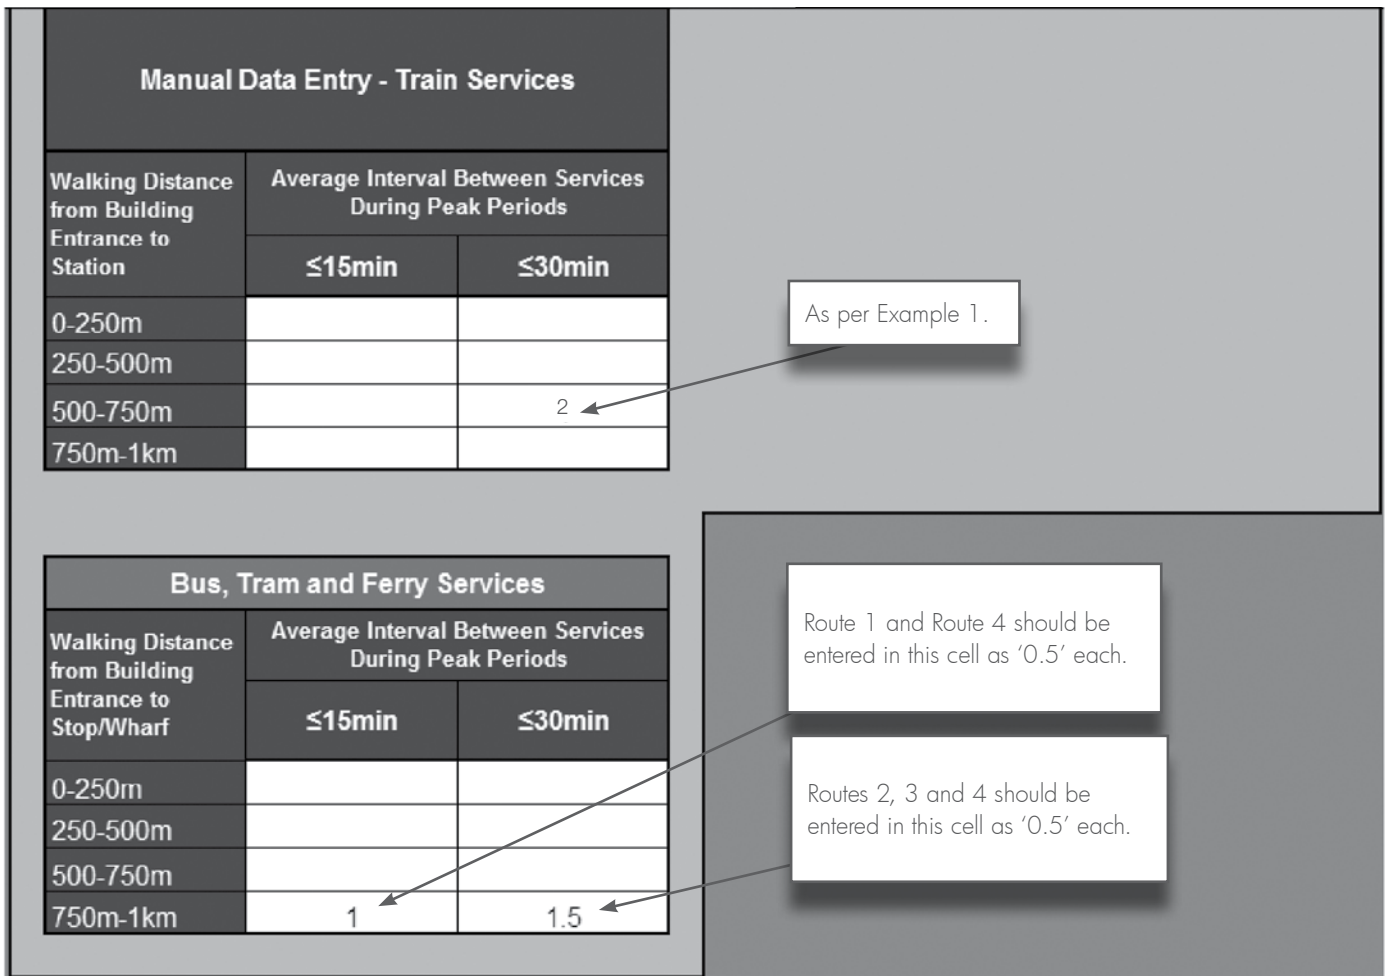 Manual Data Entry - Train Services
Walking Distance
from Building
Entrance to
Station
Average Interval Between Services
During Peak Periods
≤15min
≤30min
0-250m
250-500m
500-750m
2
750m-1km
As per Example 1.
Bus, Tram and Ferry Services
Walking Distance
from Building
Entrance to
Stop/Wharf
Average Interval Between Services
During Peak Periods
≤15min
≤30min
0-250m
250-500m
500-750m
750m-1km
1
1.5
Route 1 and Route 4 should be
entered in this cell as ‘0.5’ each.
Routes 2, 3 and 4 should be
entered in this cell as ‘0.5’ each.